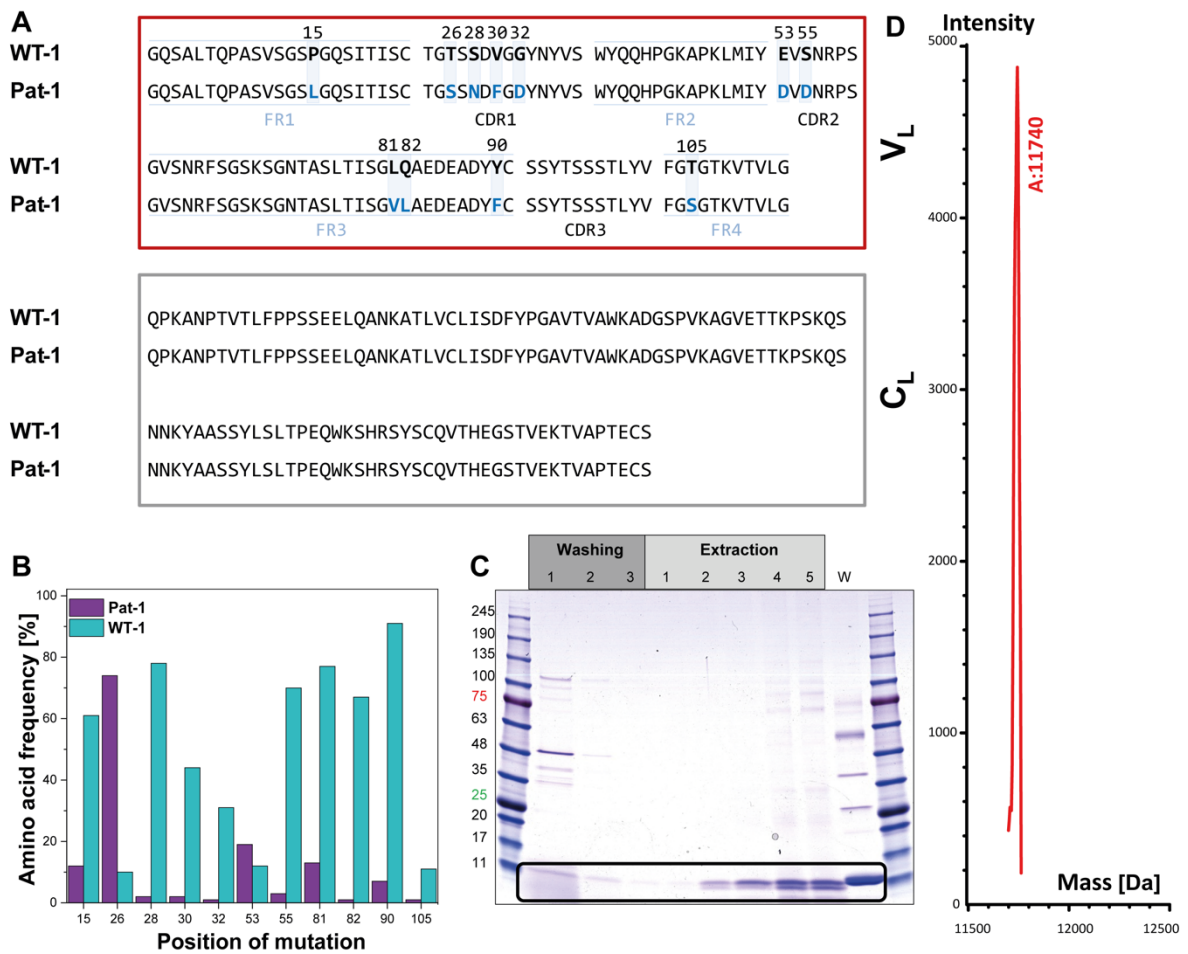 A
15 26 28 30 32 53 55
WT-1 GQSALTQPASVSGSPGQSITISC TGTSSDVGGYNYVS WYQQHPGKAPKLMIY EVSNRPS
Pat-1 GQSALTQPASVSGSLGQSITISC TGSSNDFGDYNYVS WYQQHPGKAPKLMIY DVDNRPS
FR1 CDR1 FR2 CDR2
81 82 90 105
WT-1 GVSNRFSGSKSGNTASLTISGLQAEDEADYYC SSYTSSSTLYV FGTGTKVTVLG
Pat-1 GVSNRFSGSKSGNTASLTISGVLAEDEADYFC SSYTSSSTLYV FGSGTKVTVLG
FR3 CDR3 FR4
VL
WT-1 QPKANPTVTLFPPSSEELQANKATLVCLISDFYPGAVTVAWKADGSPVKAGVETTKPSKQS
Pat-1 QPKANPTVTLFPPSSEELQANKATLVCLISDFYPGAVTVAWKADGSPVKAGVETTKPSKQS
WT-1 NNKYAASSYLSLTPEQWKSHRSYSCQVTHEGSTVEKTVAPTECS
Pat-1 NNKYAASSYLSLTPEQWKSHRSYSCQVTHEGSTVEKTVAPTECS
CL
B
Amino acid frequency [%]
100
80
60
40
20
0
Pat-1
WT-1
15 26 28 30 32 53 55 81 82 90 105
Position of mutation
C
Washing Extraction
1 2 3 1 2 3 4 5 W
245
190
135
100
75
63
48
35
25
20
17
11
D
Intensity
5000
4000
3000
2000
1000
0
A:11740
Mass [Da]
11500 12000 12500